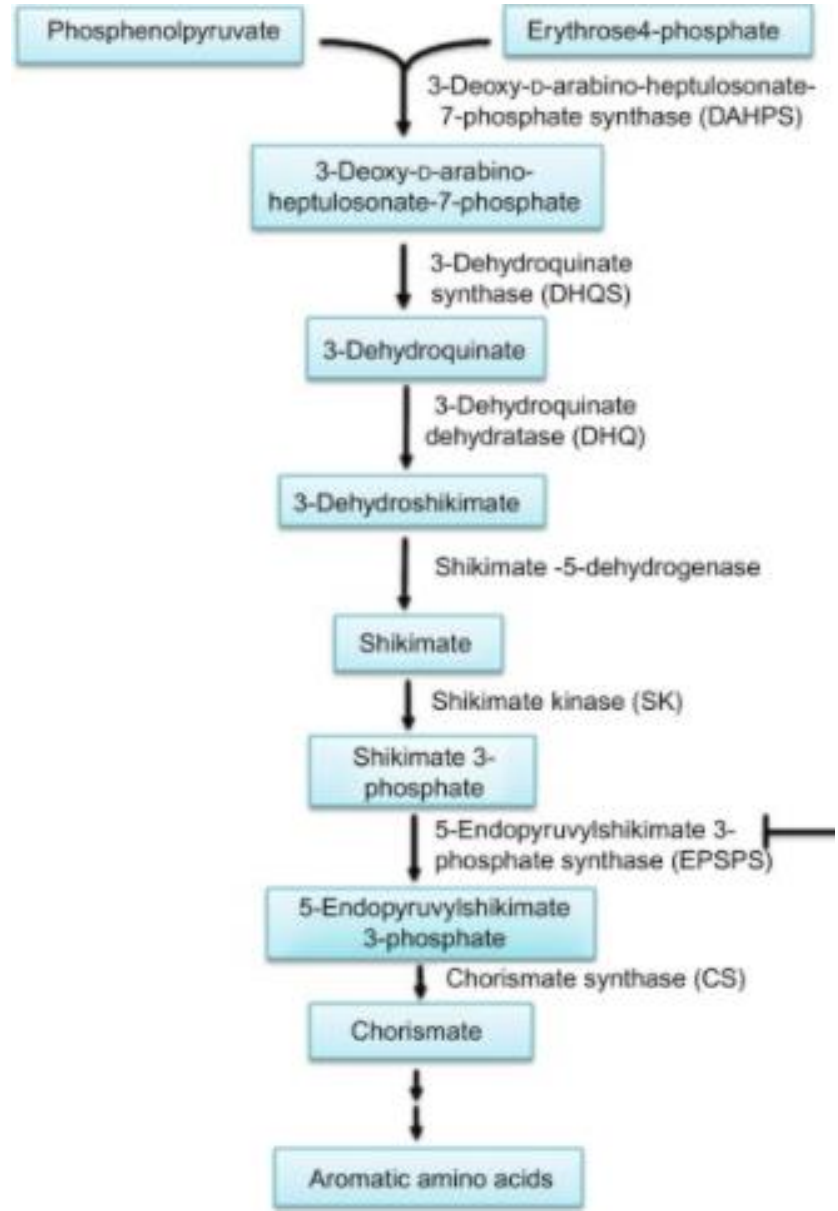 Phosphenolpyruvate
Erythrose4-phosphate
3-Deoxy-D-arabino-heptulosonate-
7-phosphate synthase (DAHPS)
3-Deoxy-D-arabino-
heptulosonate-7-phosphate
3-Dehydroquinate
synthase (DHQS)
3-Dehydroquinate
3-Dehydroquinate
dehydratase (DHQ)
3-Dehydroshikimate
Shikimate -5-dehydrogenase
Shikimate
Shikimate kinase (SK)
Shikimate 3-
phosphate
5-Endopyruvylshikimate 3-
phosphate synthase (EPSPS)
5-Endopyruvylshikimate
3-phosphate
Chorismate synthase (CS)
Chorismate
Aromatic amino acids